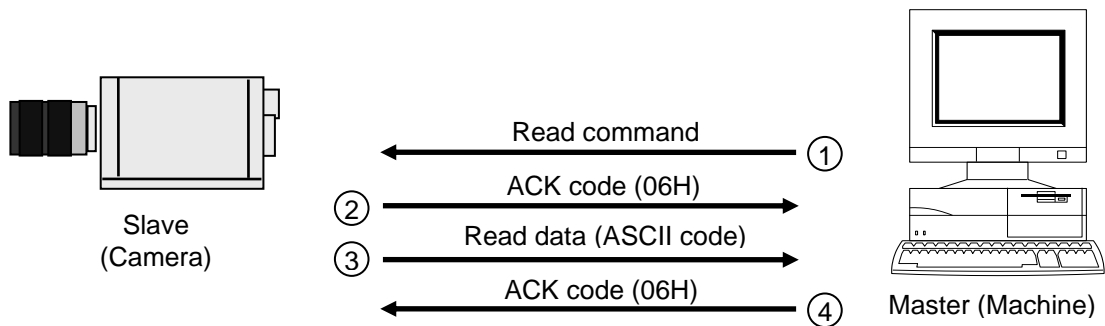 Read command
①
ACK code (06H)
②
Slave
(Camera)
Read data (ASCII code)
③
ACK code (06H)
④
Master (Machine)